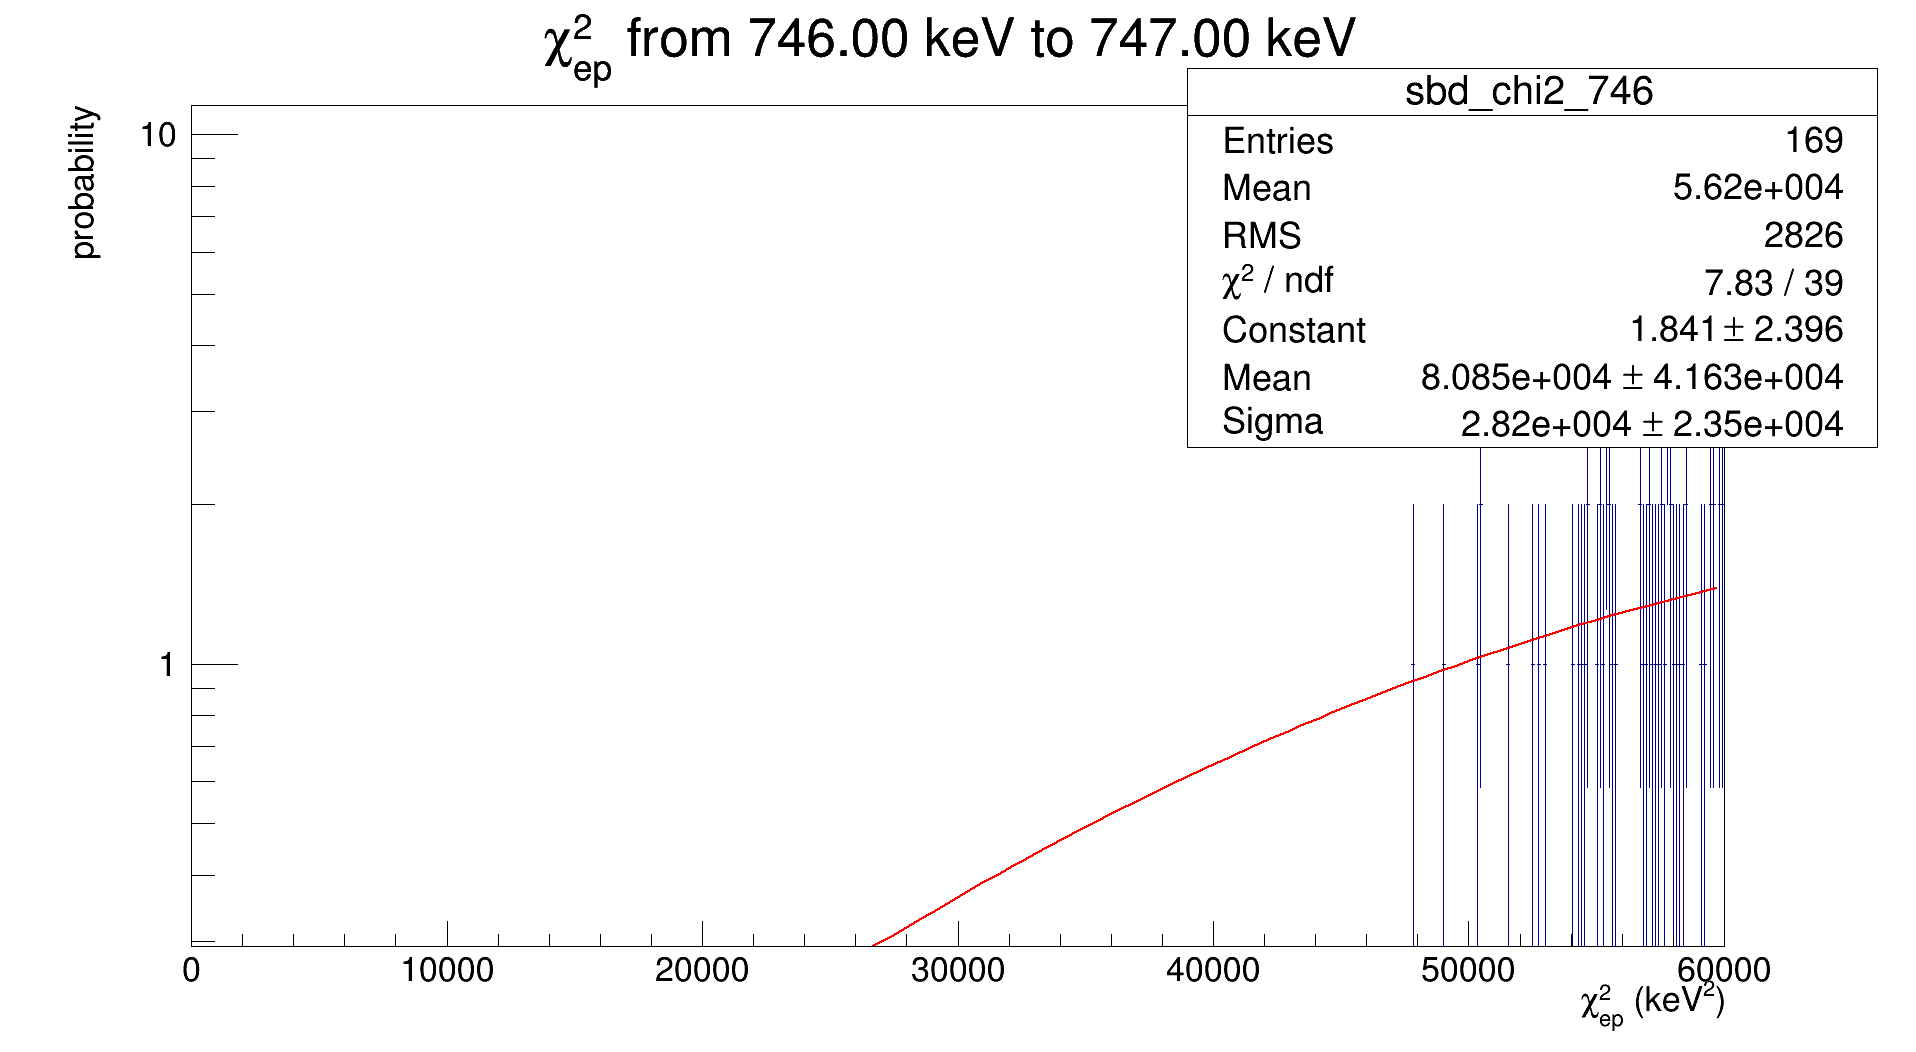 χ²ep from 746.00 keV to 747.00 keV
sbd_chi2_746
Entries 169
Mean 5.62e+004
RMS 2826
χ² / ndf 7.83 / 39
Constant 1.841 ± 2.396
Mean 8.085e+004 ± 4.163e+004
Sigma 2.82e+004 ± 2.35e+004
probability
10
1
0 10000 20000 30000 40000 50000 60000
χ²ep (keV²)